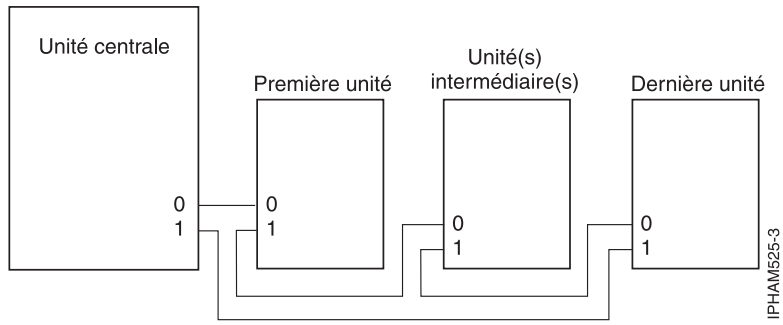 Unité centrale
Première unité
Unité(s)
intermédiaire(s)
Dernière unité
0
1
0
1
0
1
0
1
IPHAM525-3